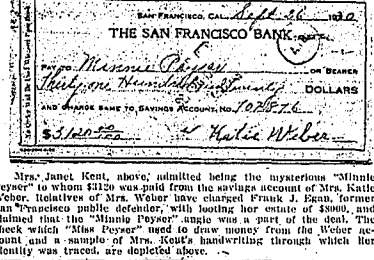 SAN FRANCISCO, CAL. Sept 26 1930
THE SAN FRANCISCO BANK
PAY TO Minnie Peysar OR BEARER
Thirty one Hundred Twenty DOLLARS
AND CHARGE SAME TO SAVINGS ACCOUNT, NO.
$3120 Katie Weber
Mrs. Janet Kent, above, admitted being the mysterious "Minnie
Peyser" to whom $3120 was paid from the savings account of Mrs. Katie
Weber. Relatives of Mrs. Weber have charged Frank J. Egan, former
San Francisco public defender, with looting her estate of $8000, and
claimed that the "Minnie Peyser" angle was a part of the deal. The
check which "Miss Peyser" used to draw money from the Weber ac-
count and a sample of Mrs. Kent's handwriting through which her
identity was traced, are depicted above.